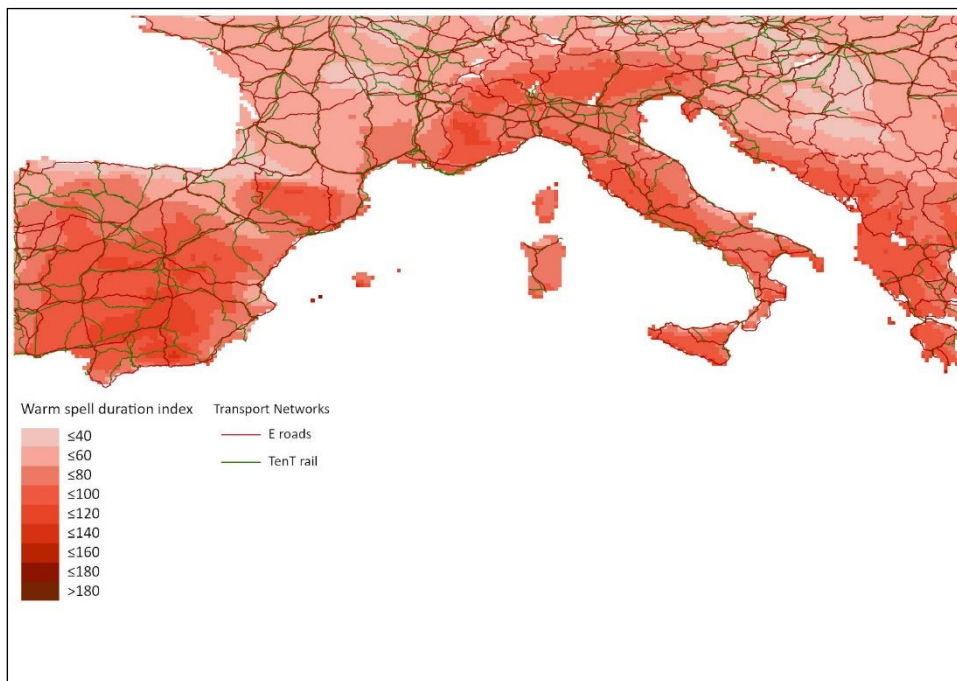 Warm spell duration index
≤40
≤60
≤80
≤100
≤120
≤140
≤160
≤180
>180
Transport Networks
E roads
TenT rail